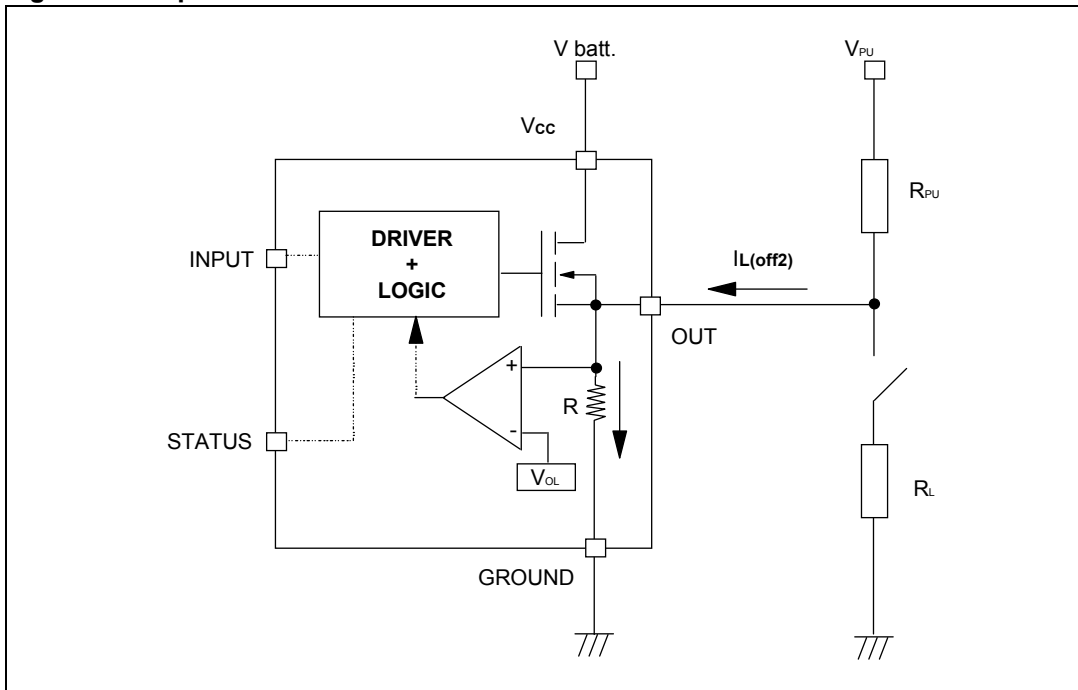 V batt.
VPU
Vcc
RPU
DRIVER
+
LOGIC
INPUT
IL(off2)
OUT
+
R
-
VOL
STATUS
RL
GROUND